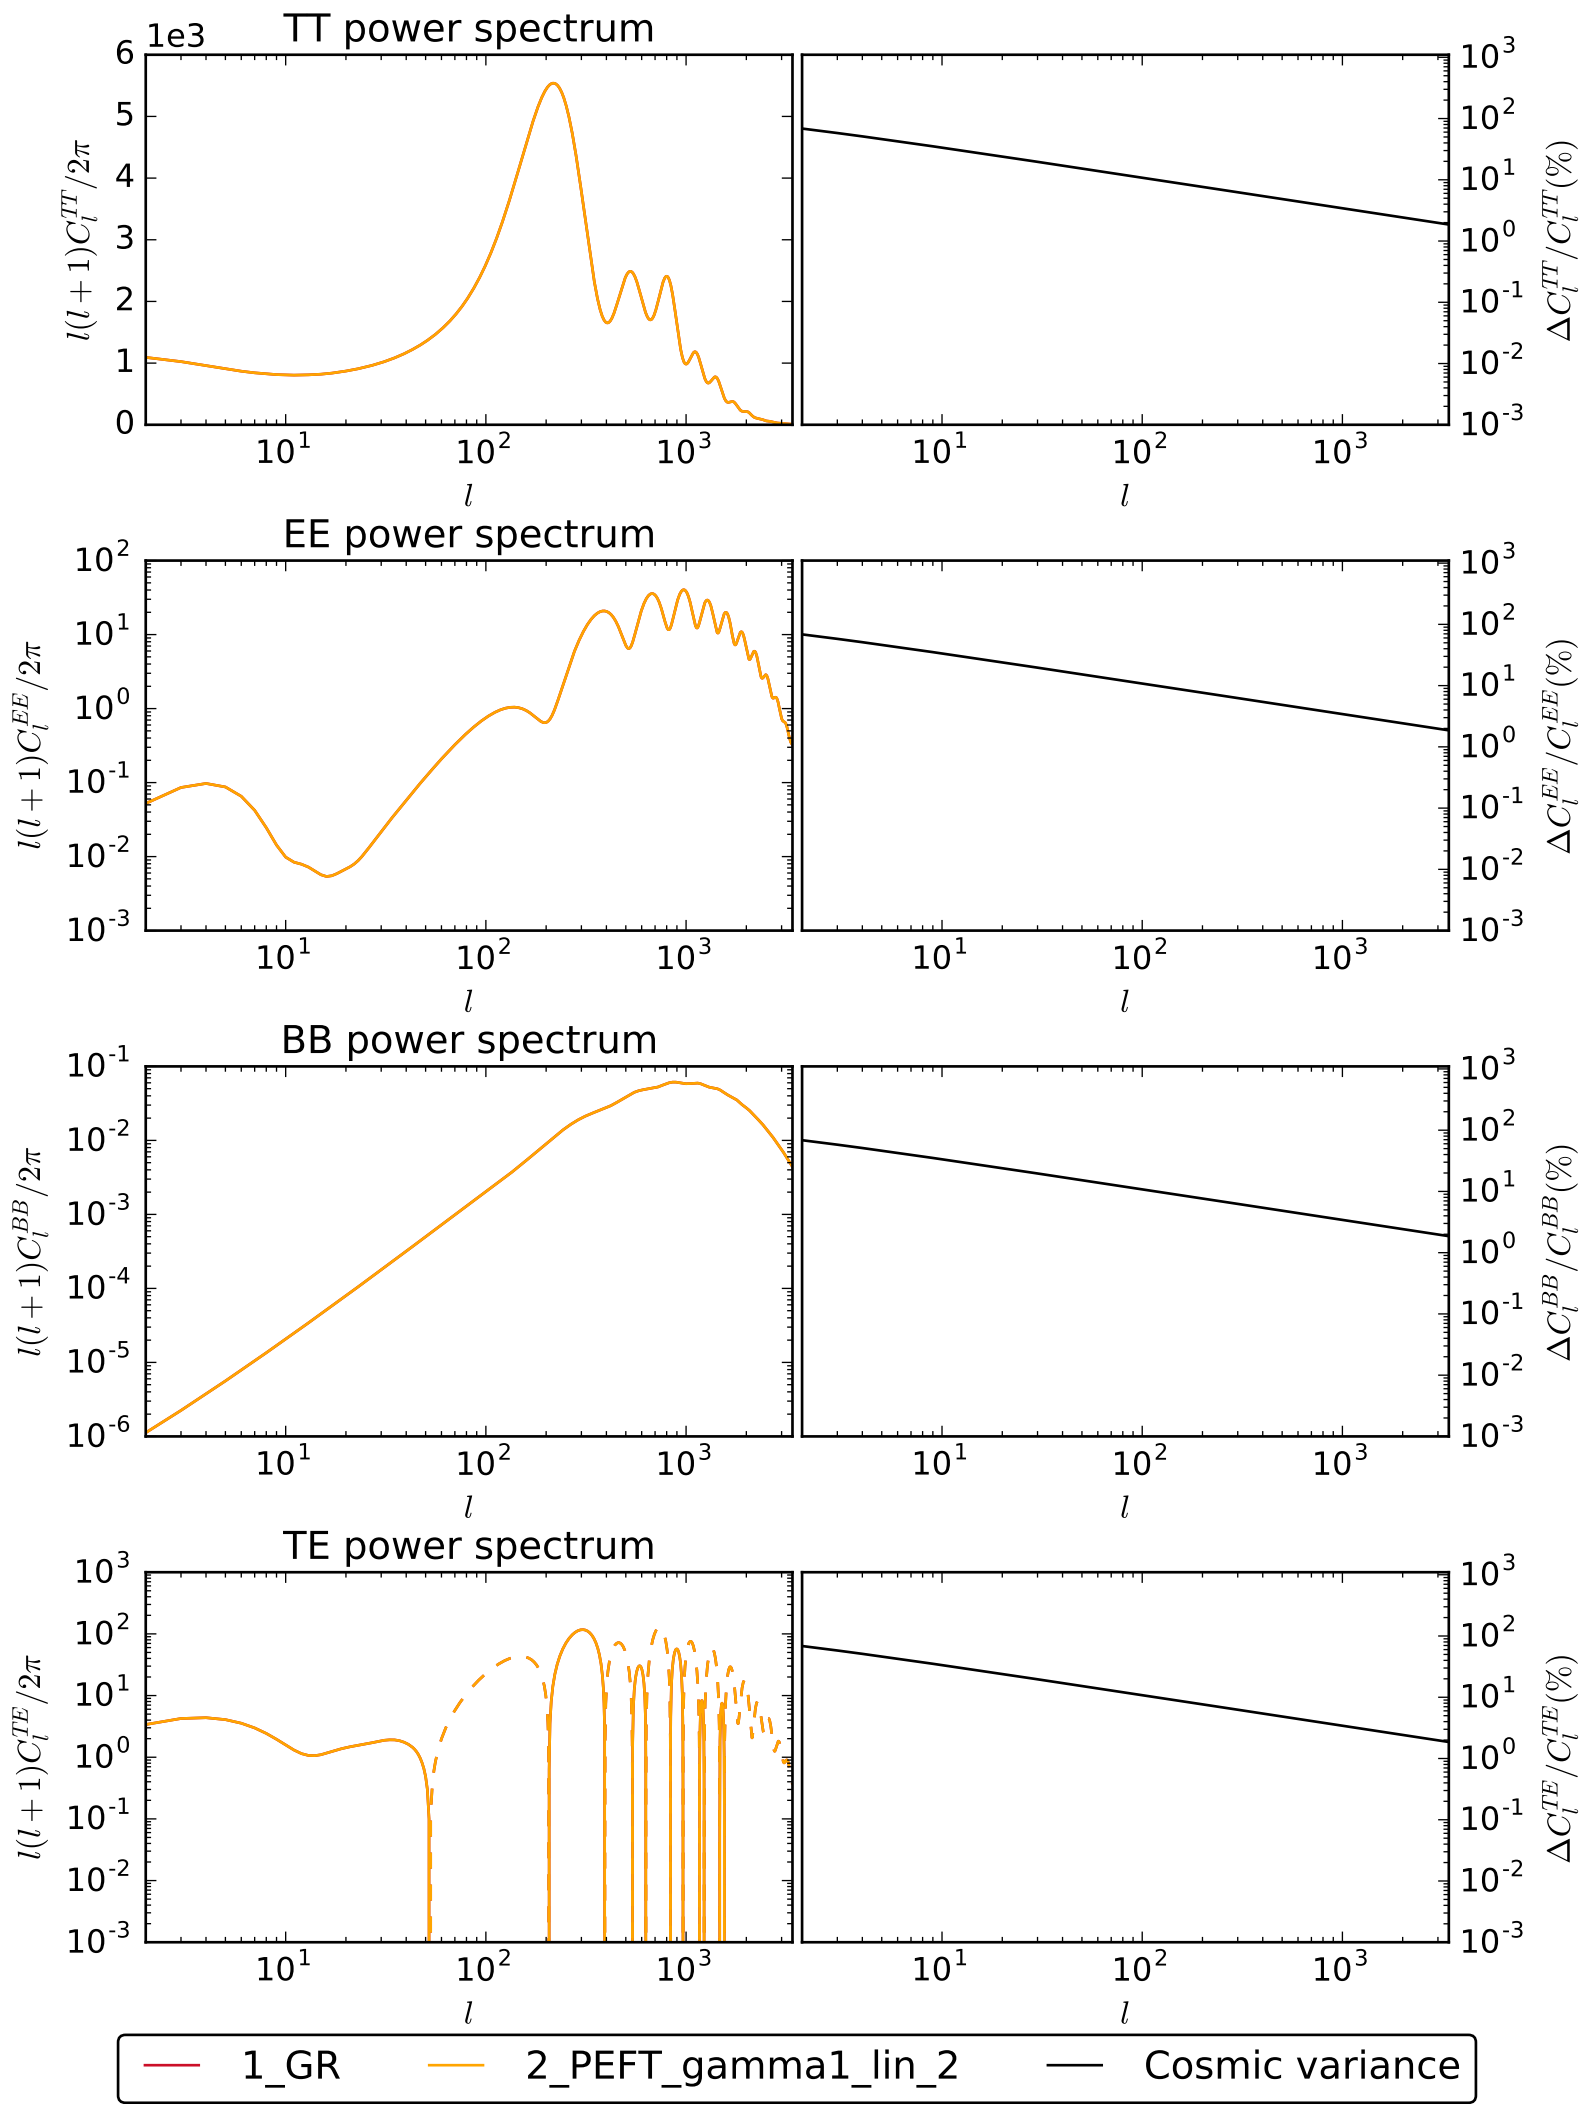 TT power spectrum
1e3
6
5
4
3
2
1
0
l(l+1)C_l^{TT}/2π
10^1 10^2 10^3
l
10^1 10^2 10^3
l
10^3
10^2
10^1
10^0
10^-1
10^-2
10^-3
ΔC_l^{TT}/C_l^{TT}(%)
EE power spectrum
10^2
10^1
10^0
10^-1
10^-2
10^-3
l(l+1)C_l^{EE}/2π
10^1 10^2 10^3
l
10^1 10^2 10^3
l
10^3
10^2
10^1
10^0
10^-1
10^-2
10^-3
ΔC_l^{EE}/C_l^{EE}(%)
BB power spectrum
10^-1
10^-2
10^-3
10^-4
10^-5
10^-6
l(l+1)C_l^{BB}/2π
10^1 10^2 10^3
l
10^1 10^2 10^3
l
10^3
10^2
10^1
10^0
10^-1
10^-2
10^-3
ΔC_l^{BB}/C_l^{BB}(%)
TE power spectrum
10^3
10^2
10^1
10^0
10^-1
10^-2
10^-3
l(l+1)C_l^{TE}/2π
10^1 10^2 10^3
l
10^1 10^2 10^3
l
10^3
10^2
10^1
10^0
10^-1
10^-2
10^-3
ΔC_l^{TE}/C_l^{TE}(%)
1_GR 2_PEFT_gamma1_lin_2 Cosmic variance